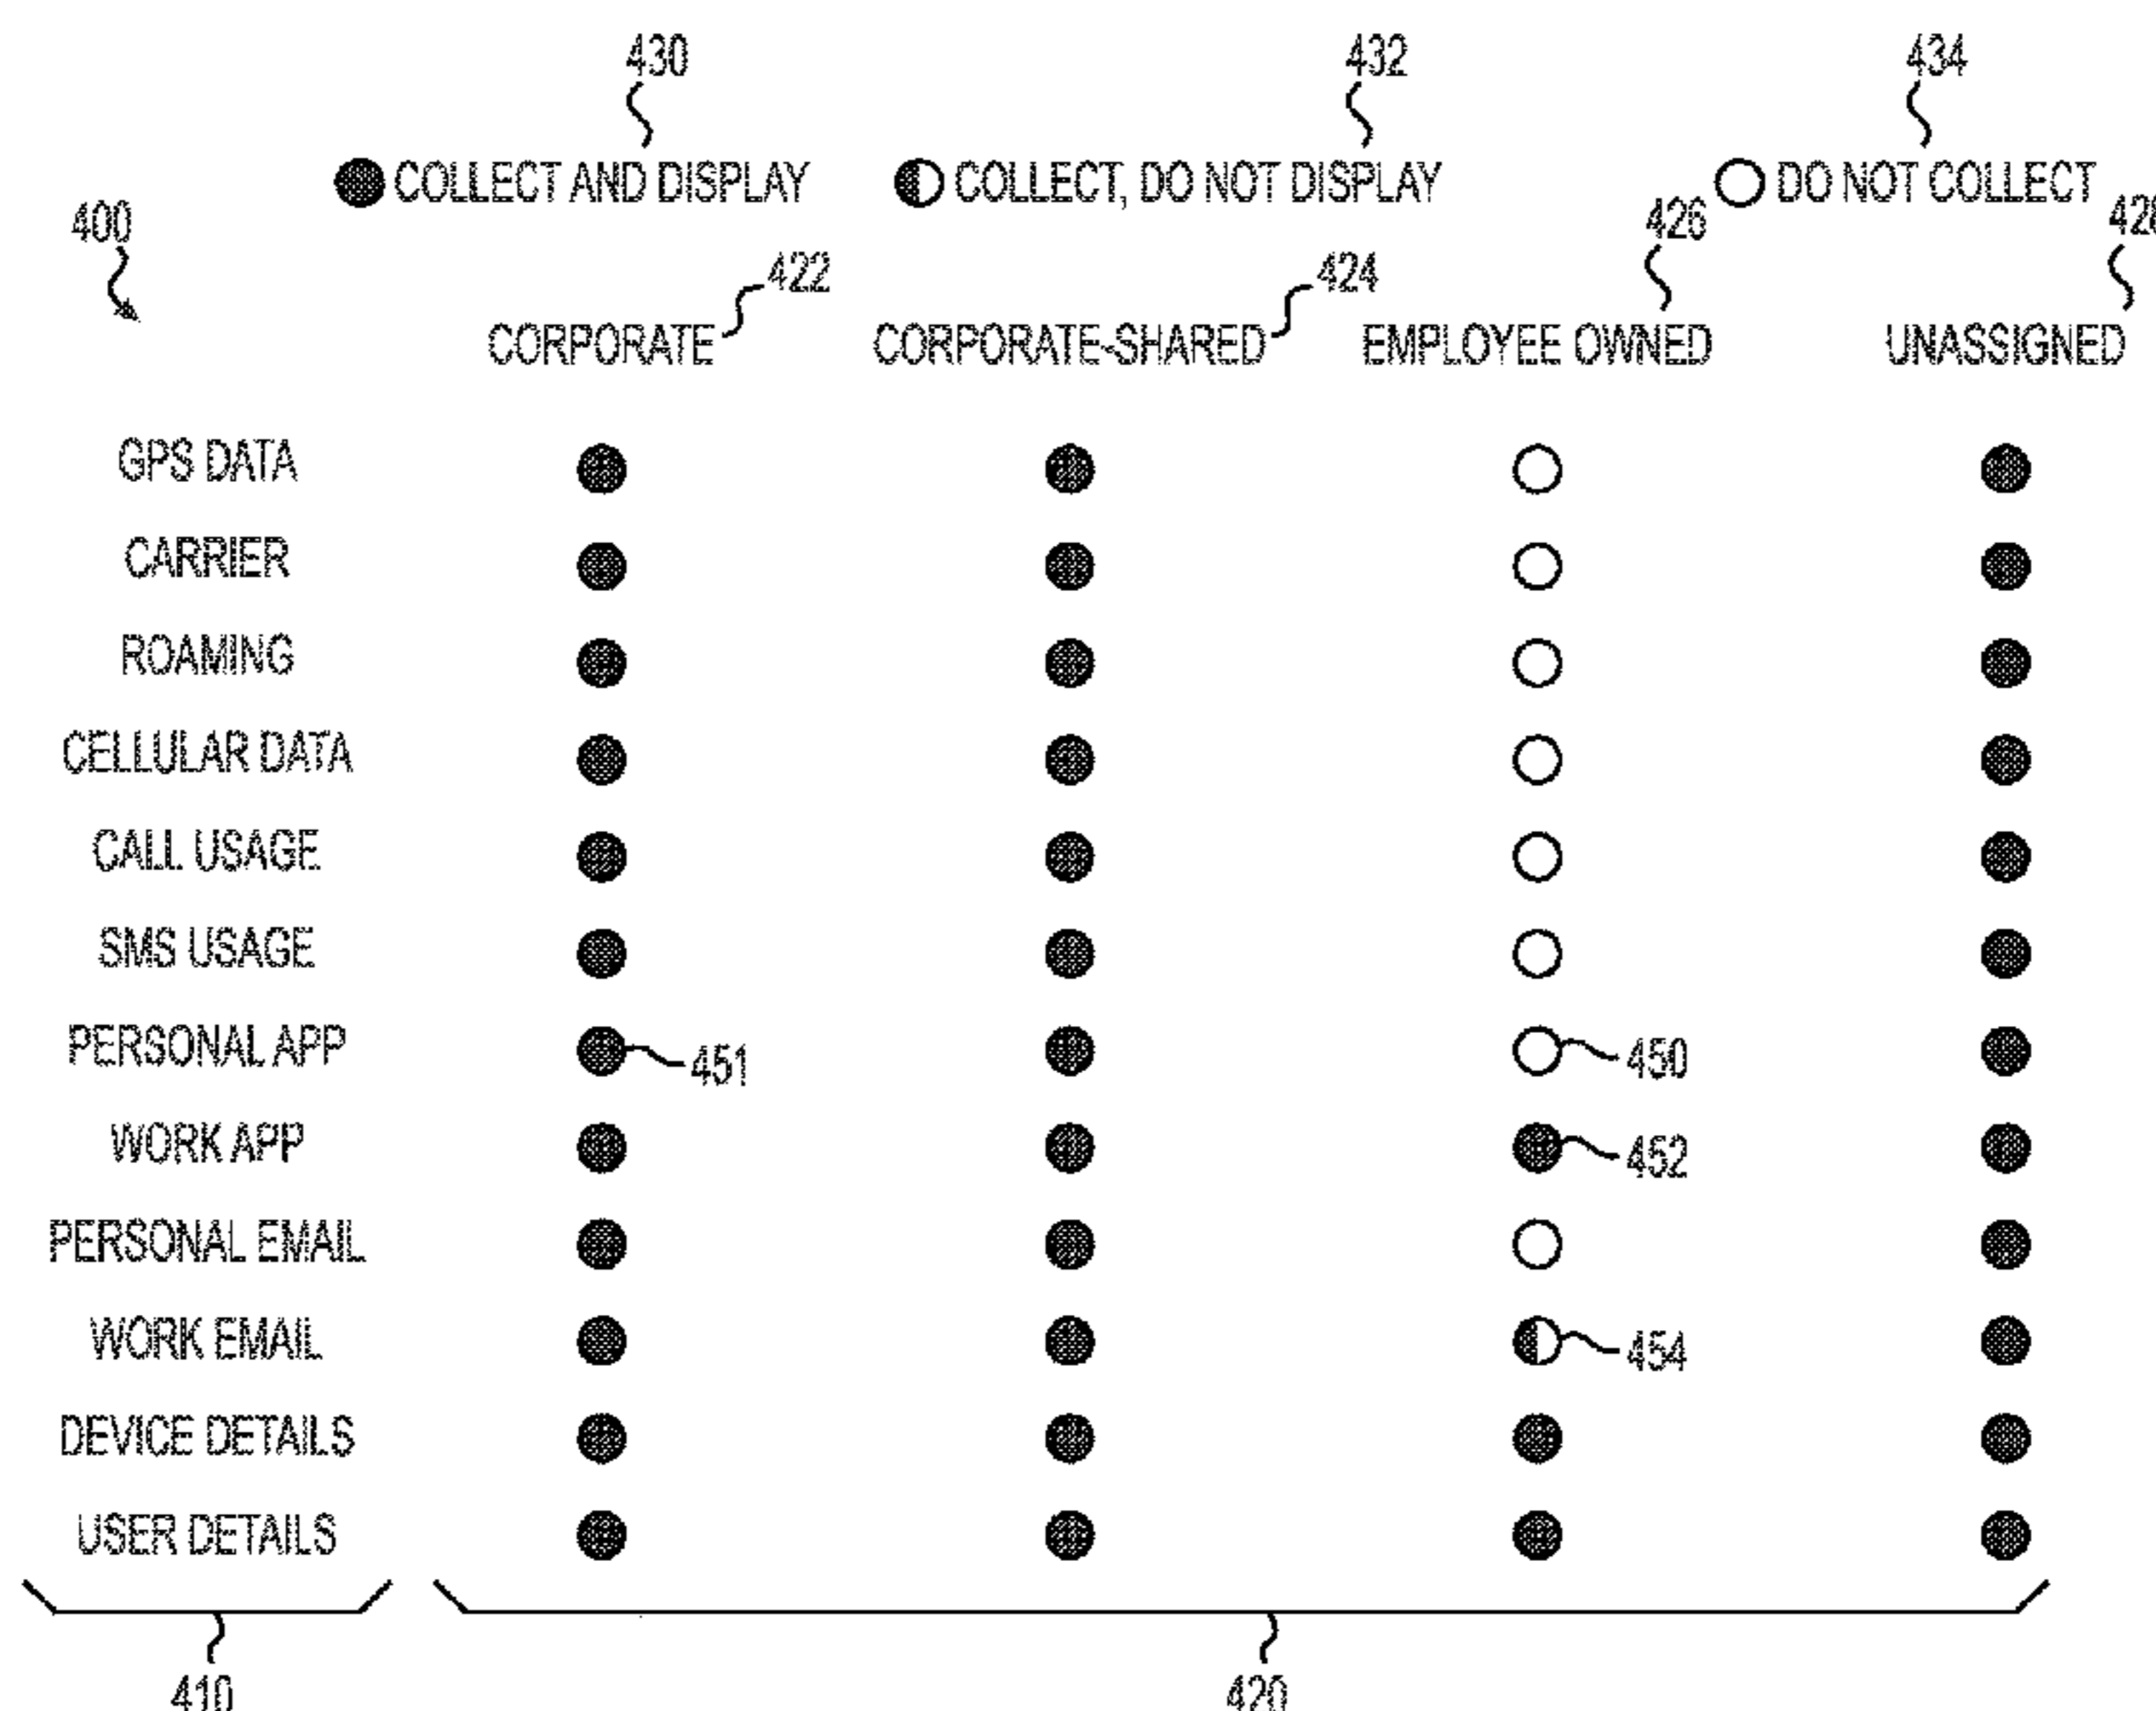 430 432 434
COLLECT AND DISPLAY COLLECT, DO NOT DISPLAY DO NOT COLLECT
400 426
422 424
CORPORATE CORPORATE-SHARED EMPLOYEE OWNED UNASSIGNED
GPS DATA
CARRIER
ROAMING
CELLULAR DATA
CALL USAGE
SMS USAGE
PERSONAL APP 451 450
WORK APP 452
PERSONAL EMAIL
WORK EMAIL 454
DEVICE DETAILS
USER DETAILS
410 420